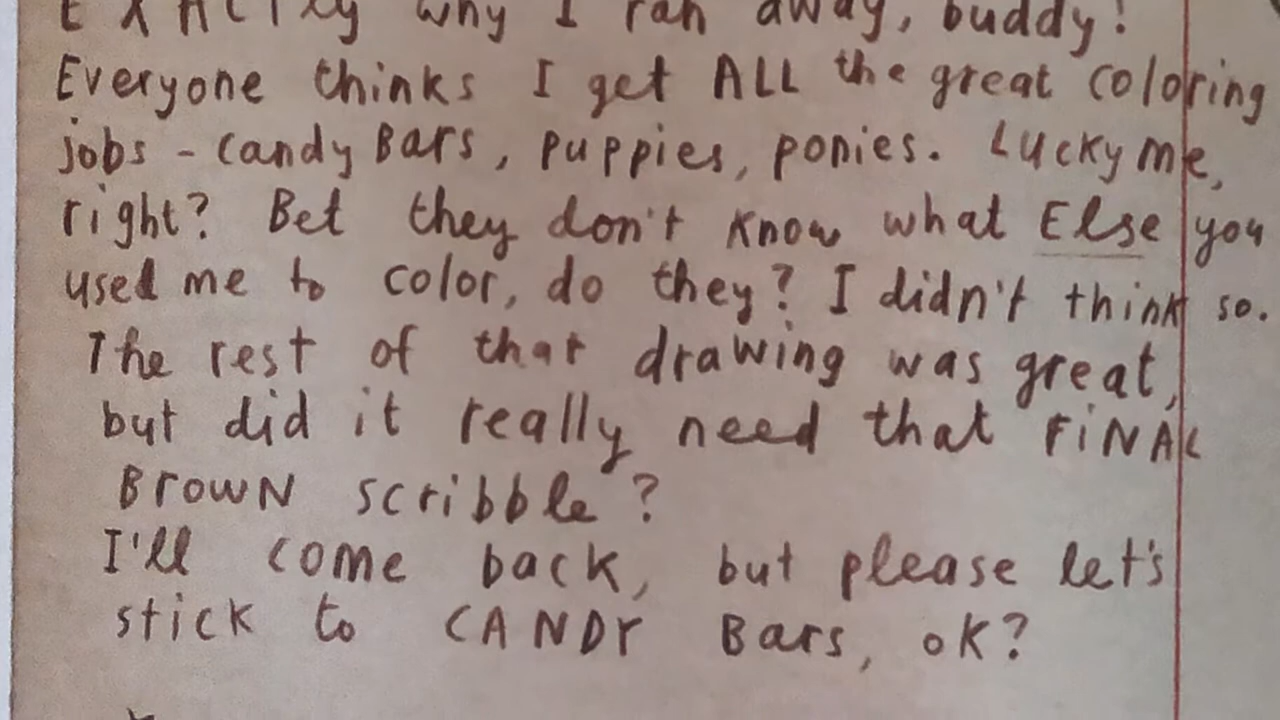 EXACTLY why I ran away, buddy!
Everyone thinks I get ALL the great coloring
jobs - candy Bars, puppies, ponies. Lucky me,
right? Bet they don't know what Else you
used me to color, do they? I didn't think so.
The rest of that drawing was great,
but did it really need that FiNAL
BrowN scribble?
I'll come back, but please let's
stick to CANDY Bars, oK?